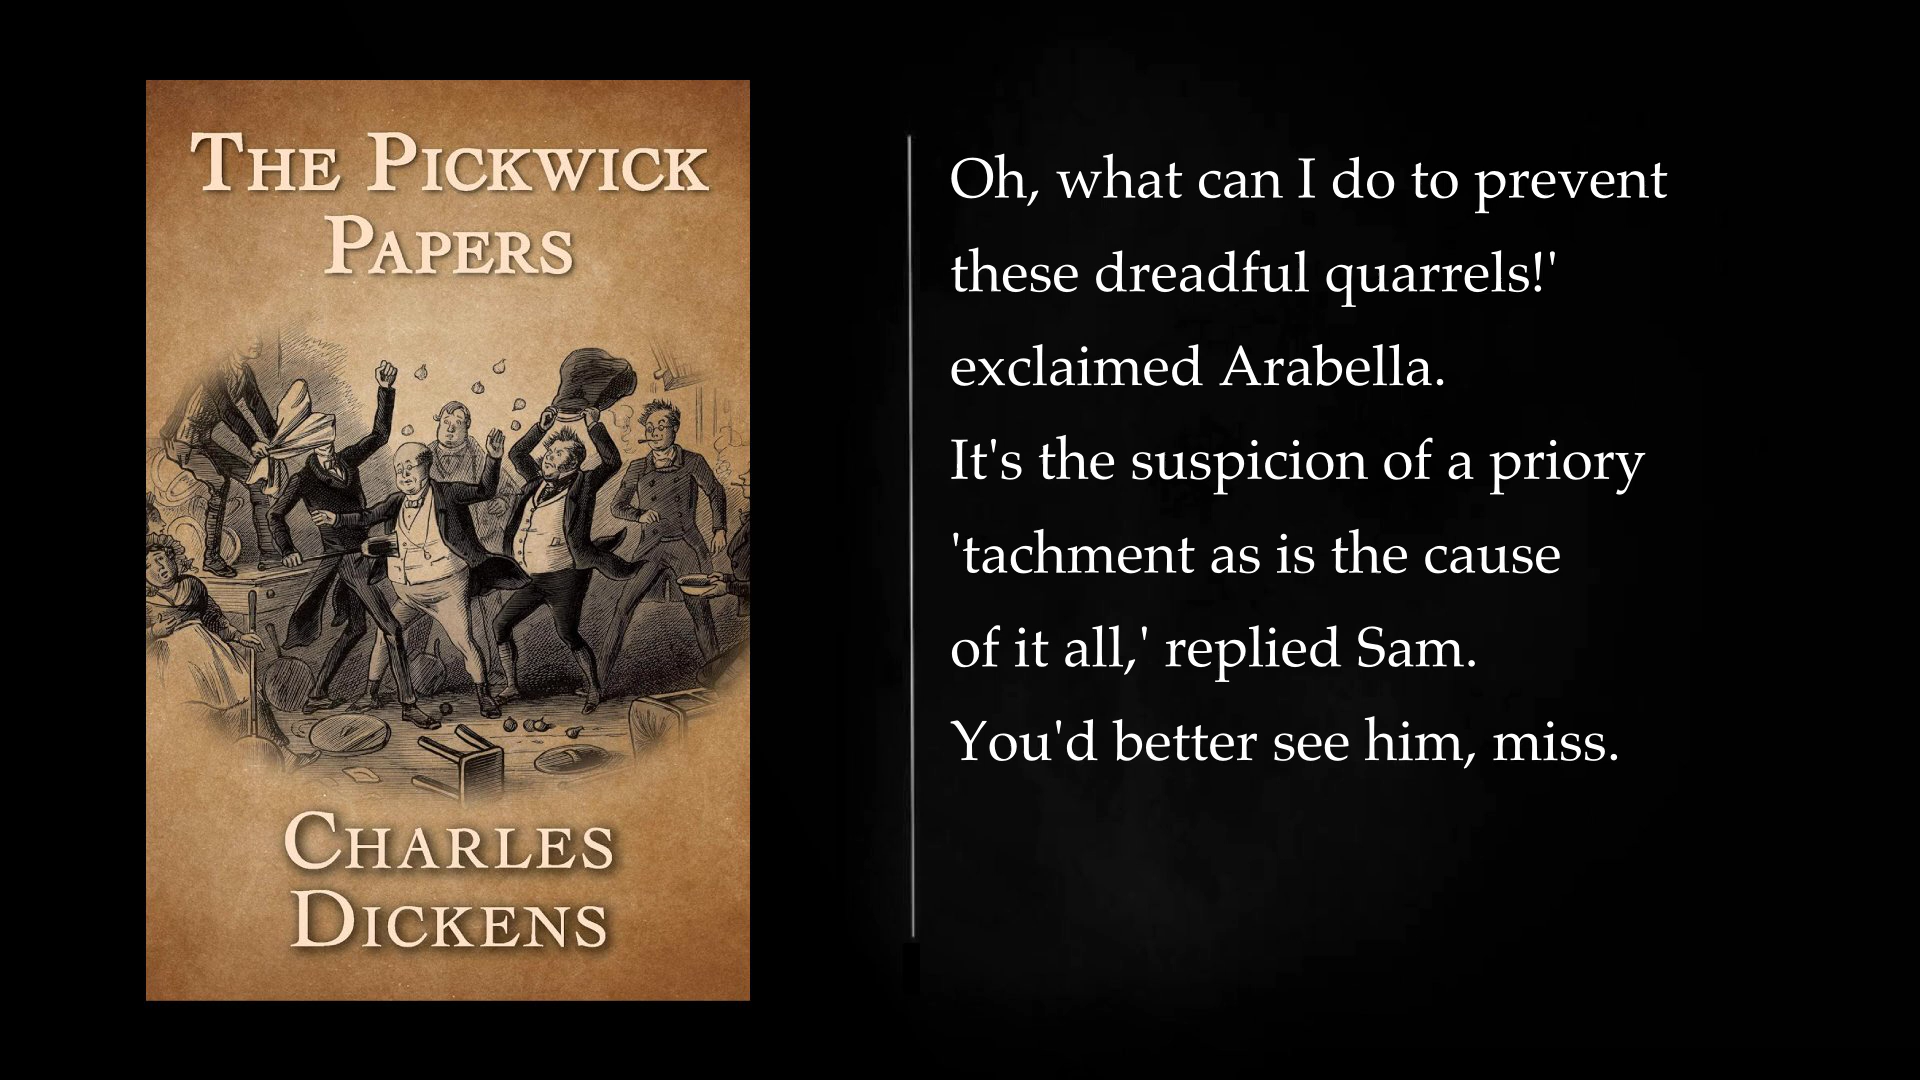 THE PICKWICK
PAPERS
CHARLES
DICKENS
Oh, what can I do to prevent
these dreadful quarrels!'
exclaimed Arabella.
It's the suspicion of a priory
'tachment as is the cause
of it all,' replied Sam.
You'd better see him, miss.